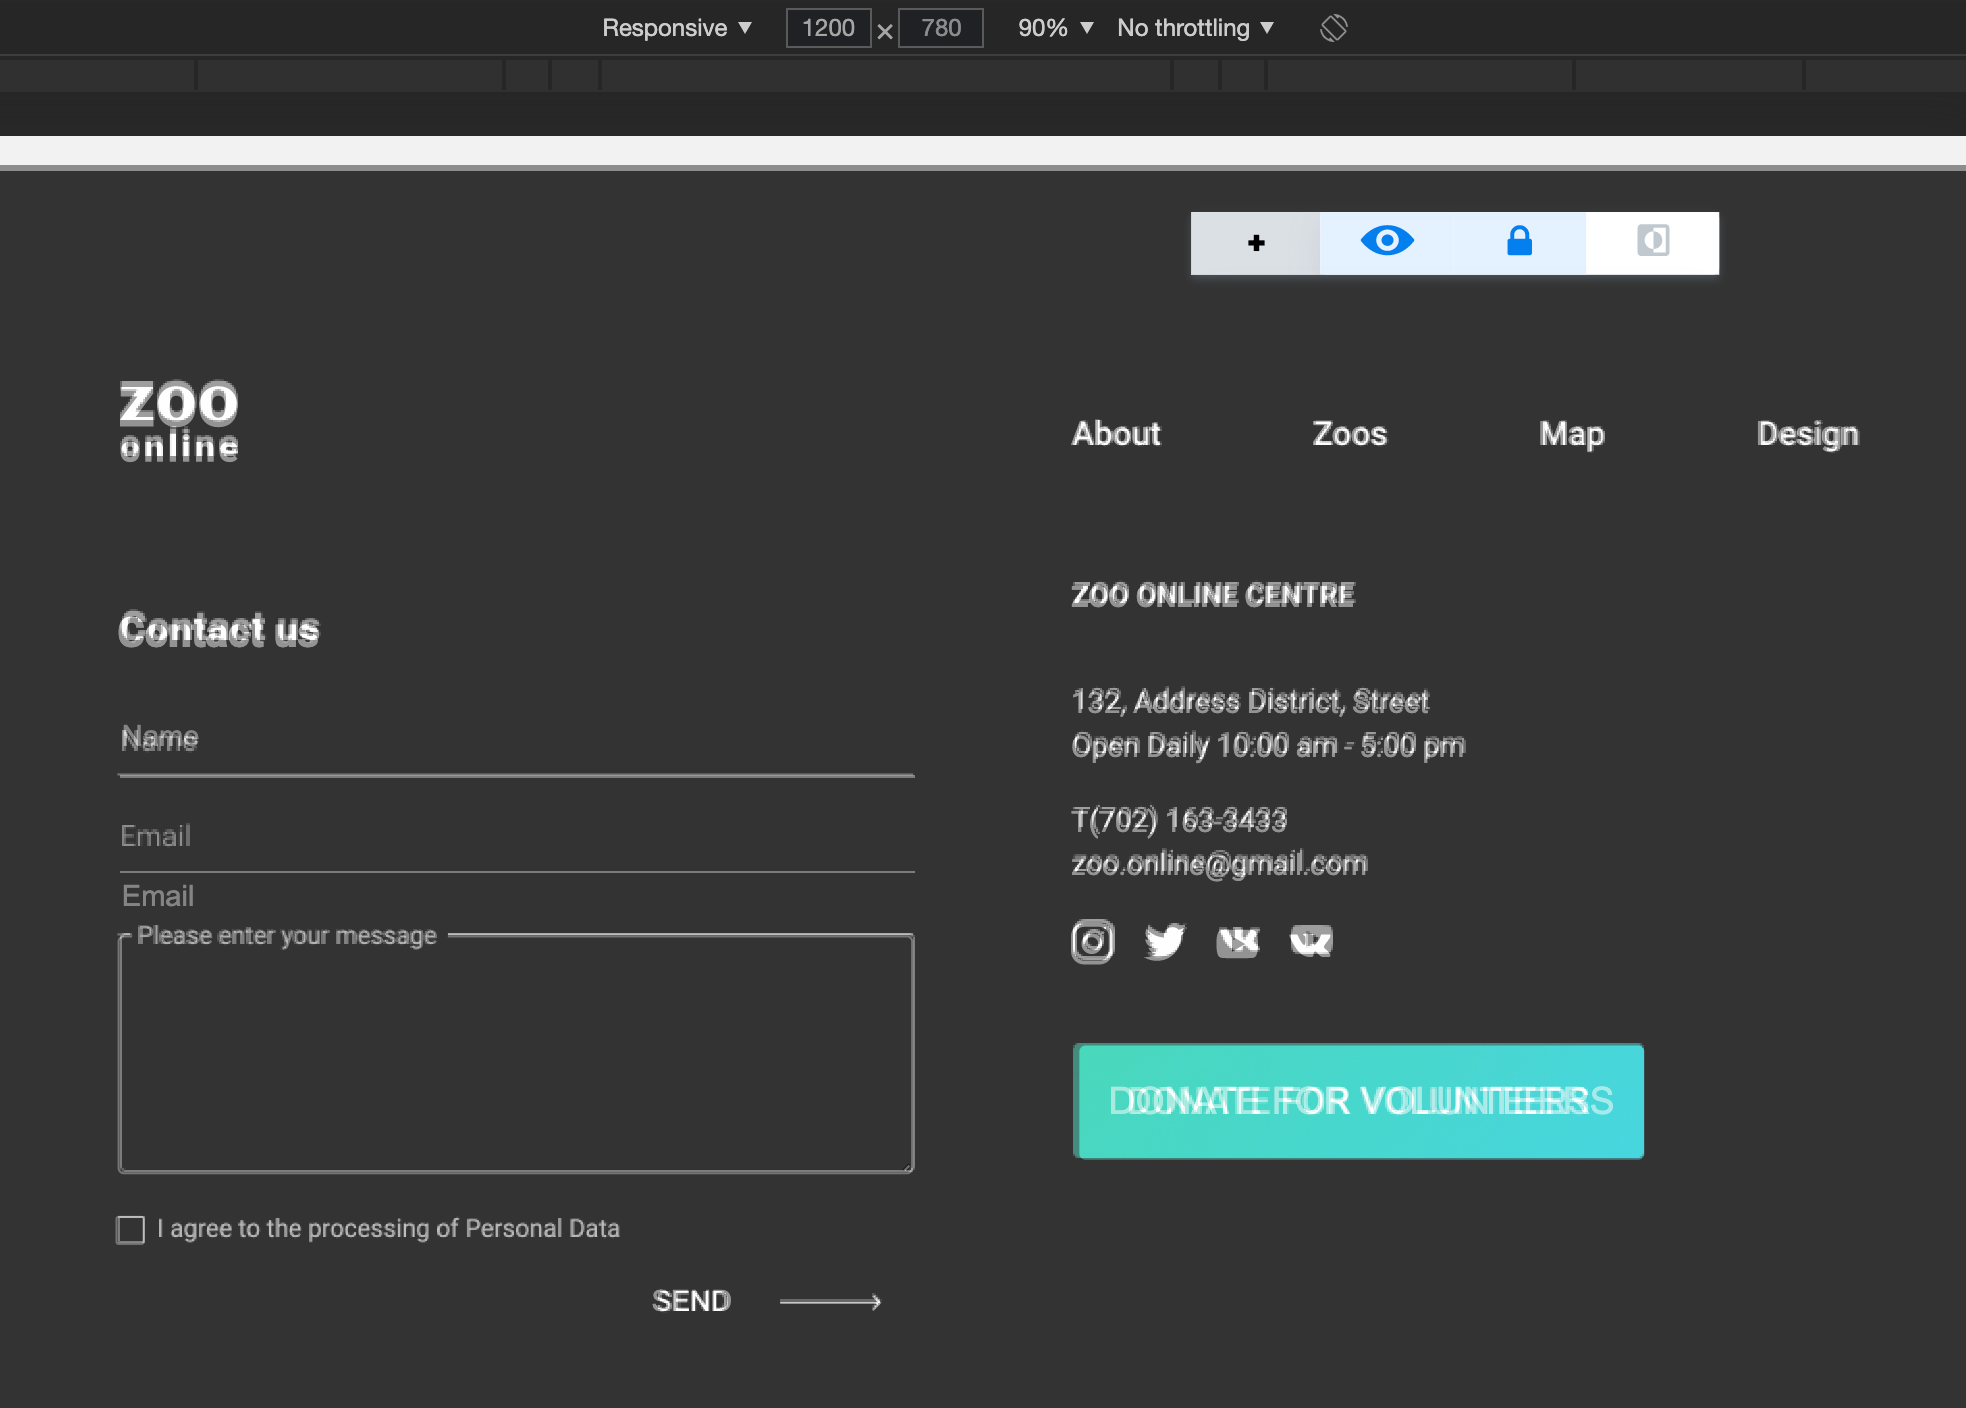 Responsive ▼ 1200 × 780 90% ▼ No throttling ▼
zoo
online
About Zoos Map Design
Contact us
Name
Email
Email
Please enter your message
I agree to the processing of Personal Data
SEND
ZOO ONLINE CENTRE
132, Address District, Street
Open Daily 10:00 am - 5:00 pm
T(702) 163-3433
zoo.online@gmail.com
DONATE FOR VOLUNTEERS